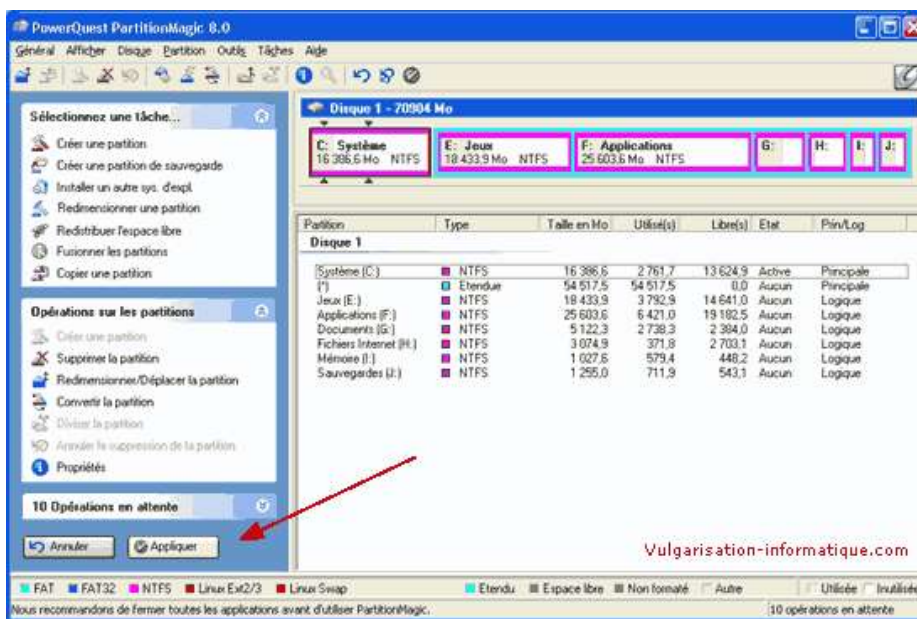 PowerQuest PartitionMagic 8.0
Général Afficher Disque Partition Outils Tâches Aide
Sélectionnez une tâche...
Créer une partition
Créer une partition de sauvegarde
Installer un autre sys. d'expl.
Redimensionner une partition
Redistribuer l'espace libre
Fusionner les partitions
Copier une partition
Opérations sur les partitions
Créer une partition
Supprimer la partition
Redimensionner/Déplacer la partition
Convertir la partition
Diviser la partition
Annuler la suppression de la partition
Propriétés
10 Opérations en attente
Annuler Appliquer
Disque 1 - 70904 Mo
C: Système E: Jeux F: Applications G: H: I: J:
16 386,6 Mo NTFS 18 433,9 Mo NTFS 25 603,6 Mo NTFS
Partition Type Taille en Mo Utilisé(s) Libre(s) Etat Prin/Log
Disque 1
Système (C:) NTFS 16 386,6 2 761,7 13 624,9 Active Principale
(*) Etendue 54 517,5 54 517,5 0,0 Aucun Principale
Jeux (E:) NTFS 18 433,9 3 792,9 14 641,0 Aucun Logique
Applications (F:) NTFS 25 603,6 6 421,0 19 182,5 Aucun Logique
Documents (G:) NTFS 5 122,3 2 738,3 2 384,0 Aucun Logique
Fichiers Internet (H:) NTFS 3 074,9 371,8 2 703,1 Aucun Logique
Mémoire (I:) NTFS 1 027,6 579,4 448,2 Aucun Logique
Sauvegardes (J:) NTFS 1 255,0 711,9 543,1 Aucun Logique
Vulgarisation-informatique.com
FAT FAT32 NTFS Linux Ext2/3 Linux Swap Etendu Espace libre Non formaté Autre Utilisée Inutilisée
Nous recommandons de fermer toutes les applications avant d'utiliser PartitionMagic. 10 opérations en attente